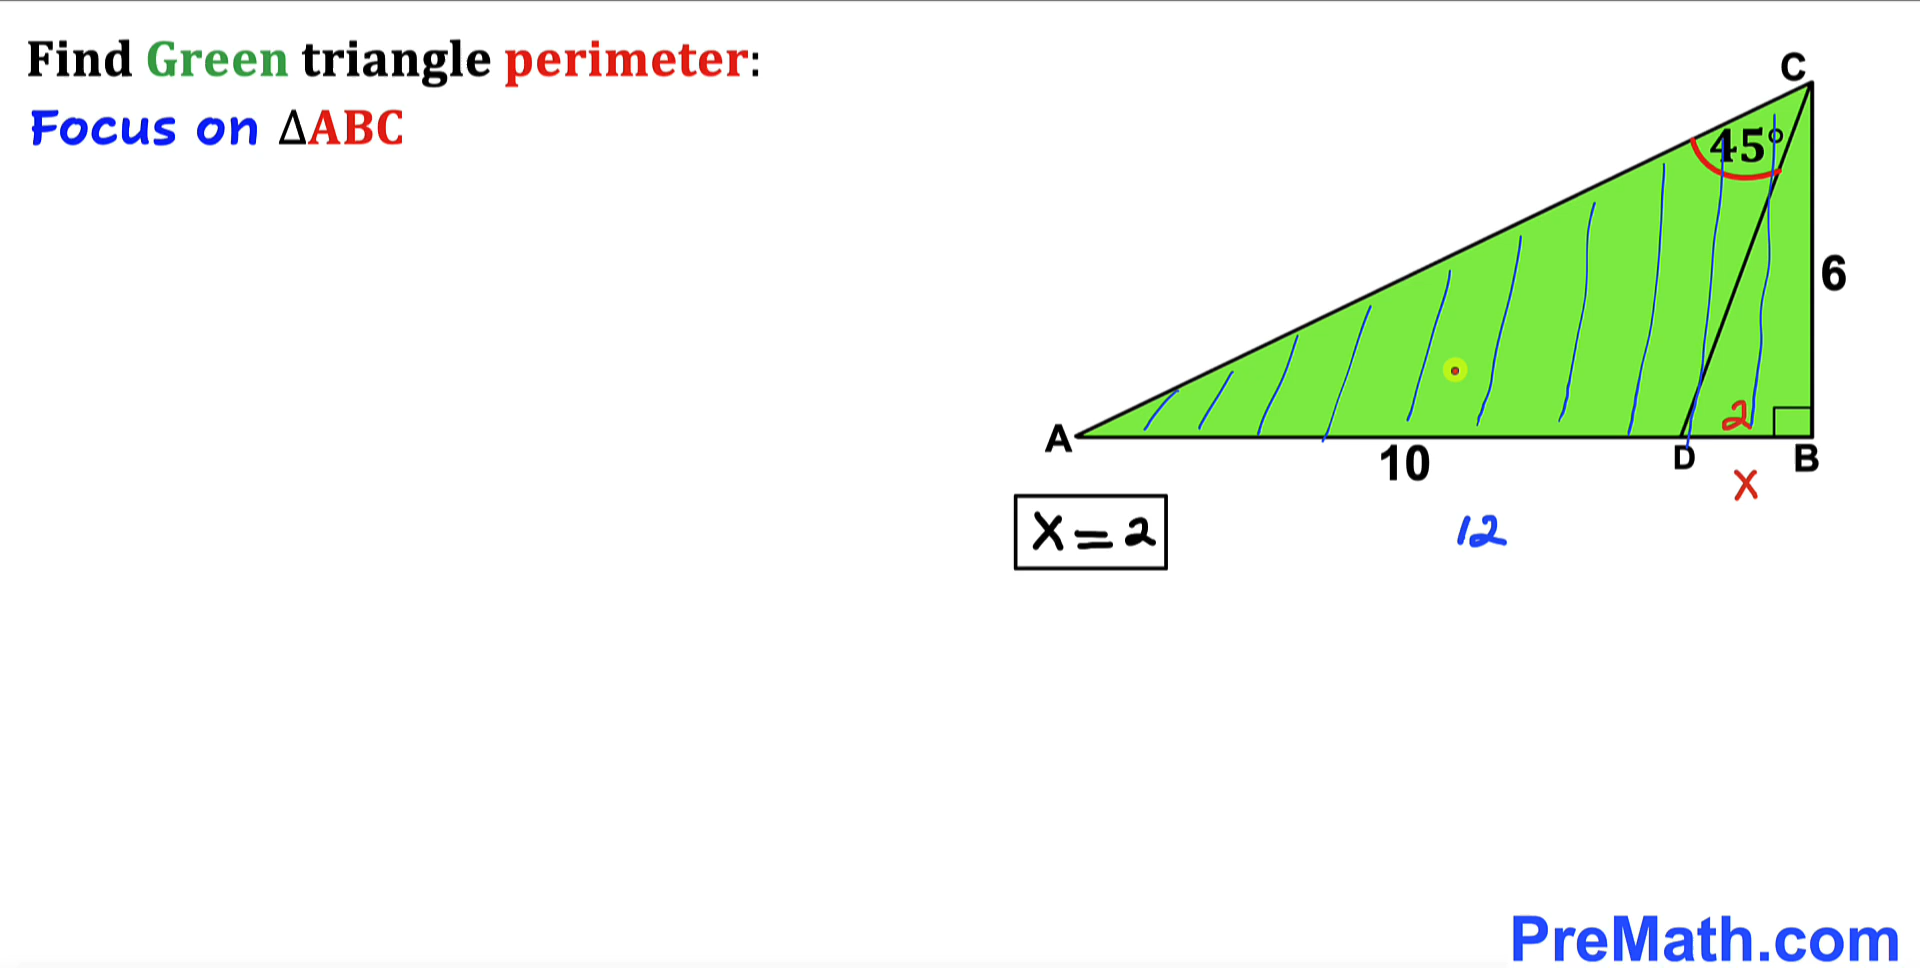 Find Green triangle perimeter:
Focus on ΔABC
C
45°
6
2
A
10
D
B
x
x = 2
12
PreMath.com